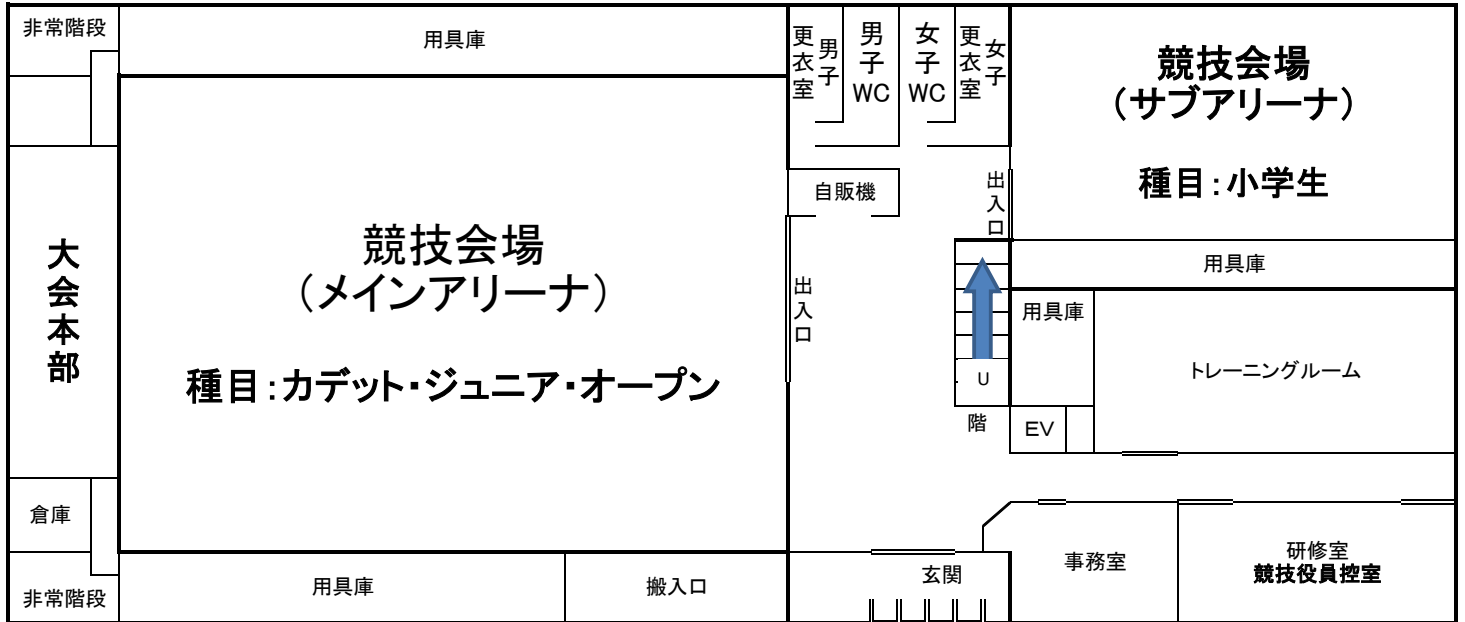 非常階段
用具庫
男子
更衣室
男子
WC
女子
WC
女子
更衣室
競技会場
（サブアリーナ）
種目：小学生
自販機
出入口
大会本部
競技会場
（メインアリーナ）
種目：カデット・ジュニア・オープン
出入口
用具庫
用具庫
トレーニングルーム
U
階
EV
倉庫
非常階段
用具庫
搬入口
玄関
事務室
研修室
競技役員控室